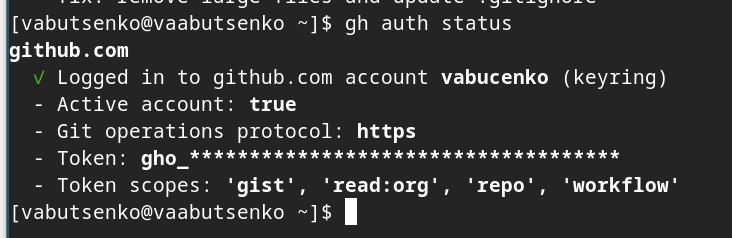 fix: remove large files and update .gitignore
[vabutsenko@vaabutsenko ~]$ gh auth status
github.com
✓ Logged in to github.com account vabucenko (keyring)
- Active account: true
- Git operations protocol: https
- Token: gho_************************************
- Token scopes: 'gist', 'read:org', 'repo', 'workflow'
[vabutsenko@vaabutsenko ~]$